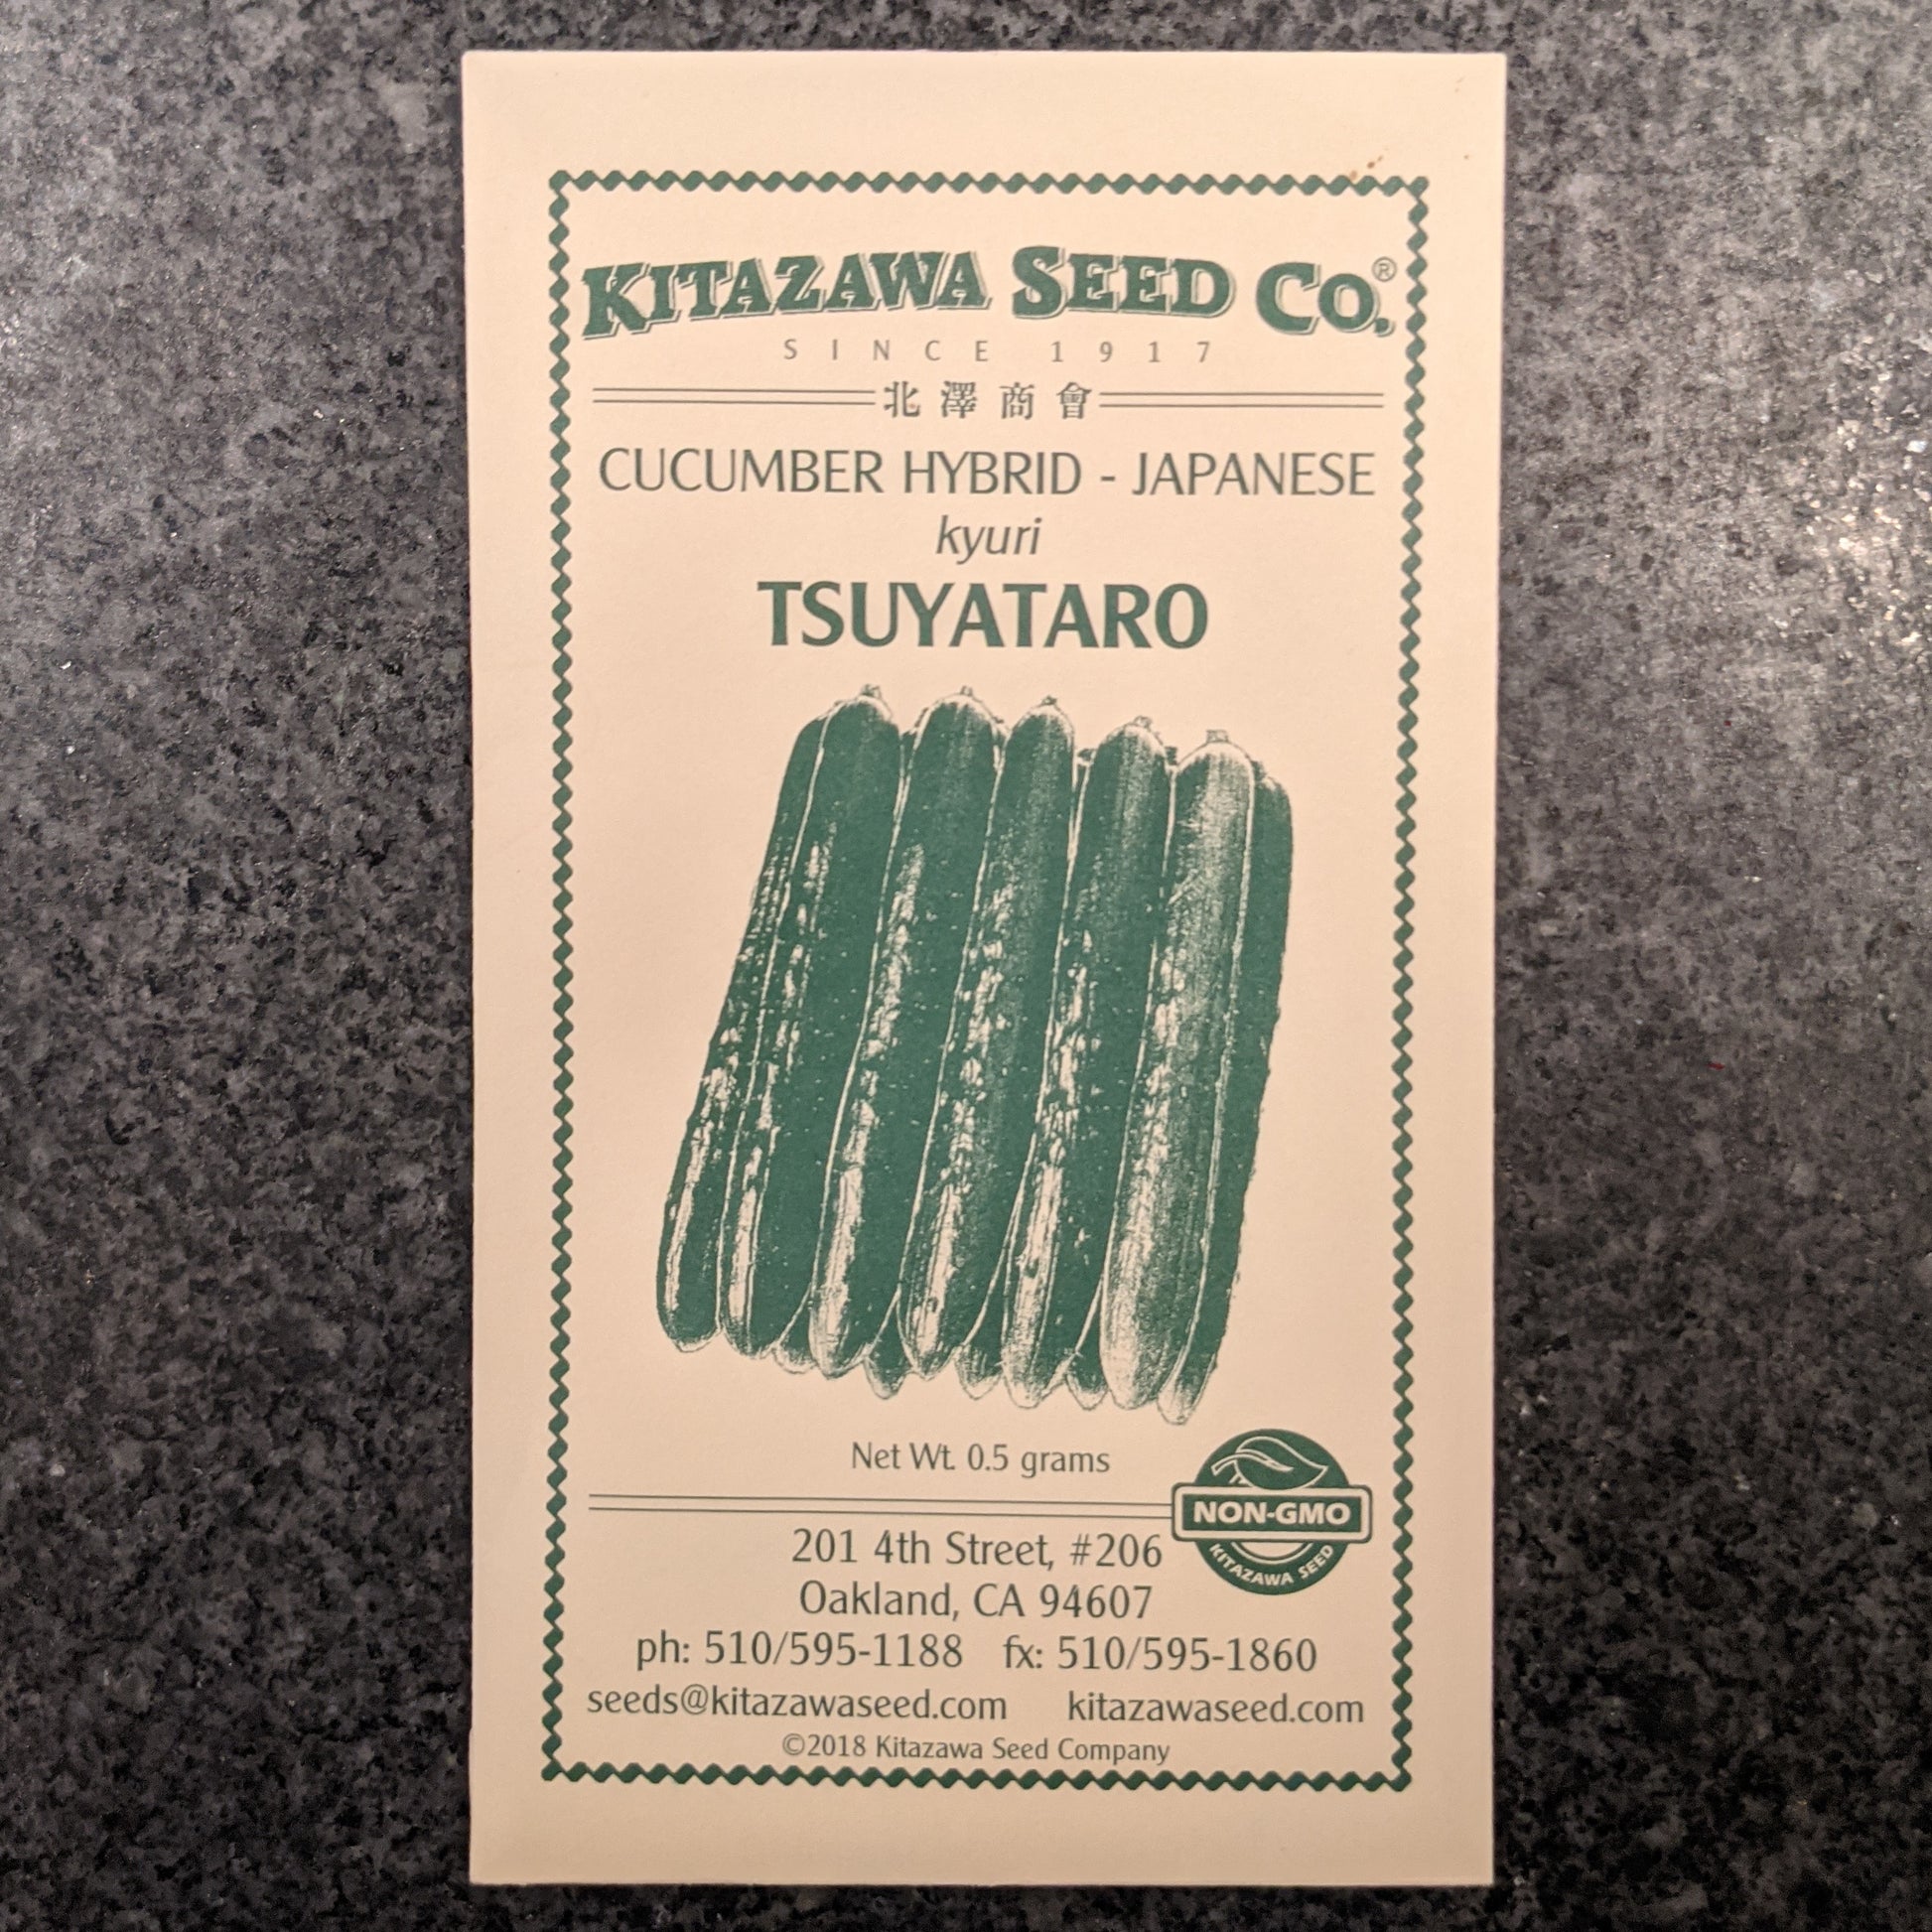 KITAZAWA SEED CO.®
SINCE 1917
北澤商會
CUCUMBER HYBRID - JAPANESE
kyuri
TSUYATARO
Net Wt. 0.5 grams
NON-GMO
KITAZAWA SEED
201 4th Street, #206
Oakland, CA 94607
ph: 510/595-1188 fx: 510/595-1860
seeds@kitazawaseed.com kitazawaseed.com
©2018 Kitazawa Seed Company